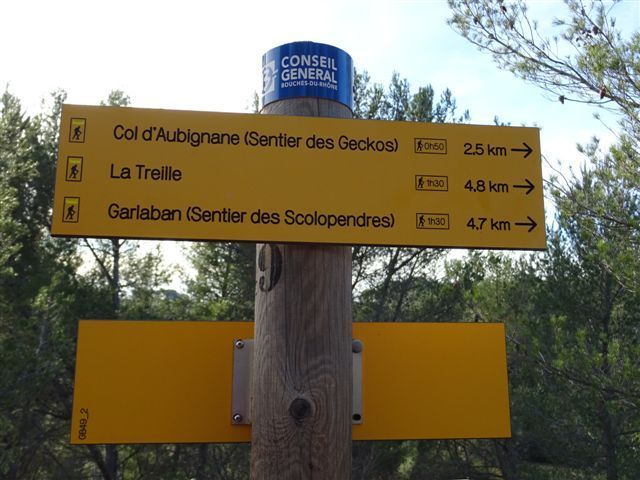 CONSEIL
GENERAL
BOUCHES-DU-RHÔNE
Col d'Aubignane (Sentier des Geckos) 0h50 2,5 km →
La Treille 1h30 4,8 km →
Garlaban (Sentier des Scolopendres) 1h30 4,7 km →
GB49_2